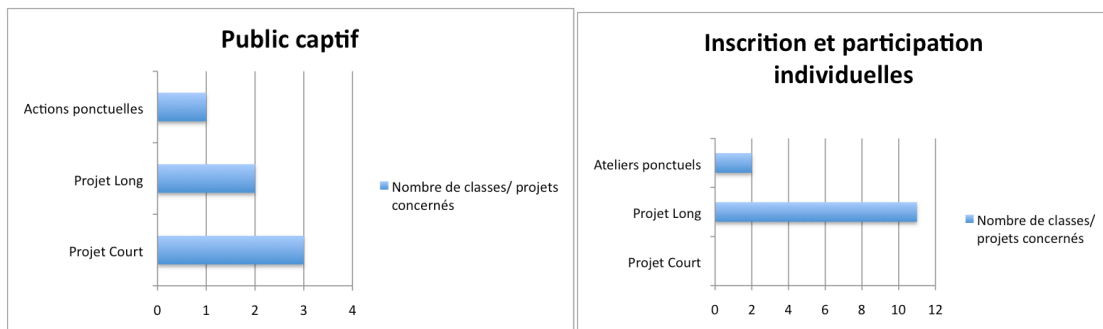 Public captif
Actions ponctuelles
Projet Long
Projet Court
0 1 2 3 4
Nombre de classes/ projets
concernés
Inscrition et participation
individuelles
Ateliers ponctuels
Projet Long
Projet Court
0 2 4 6 8 10 12
Nombre de classes/
projets concernés